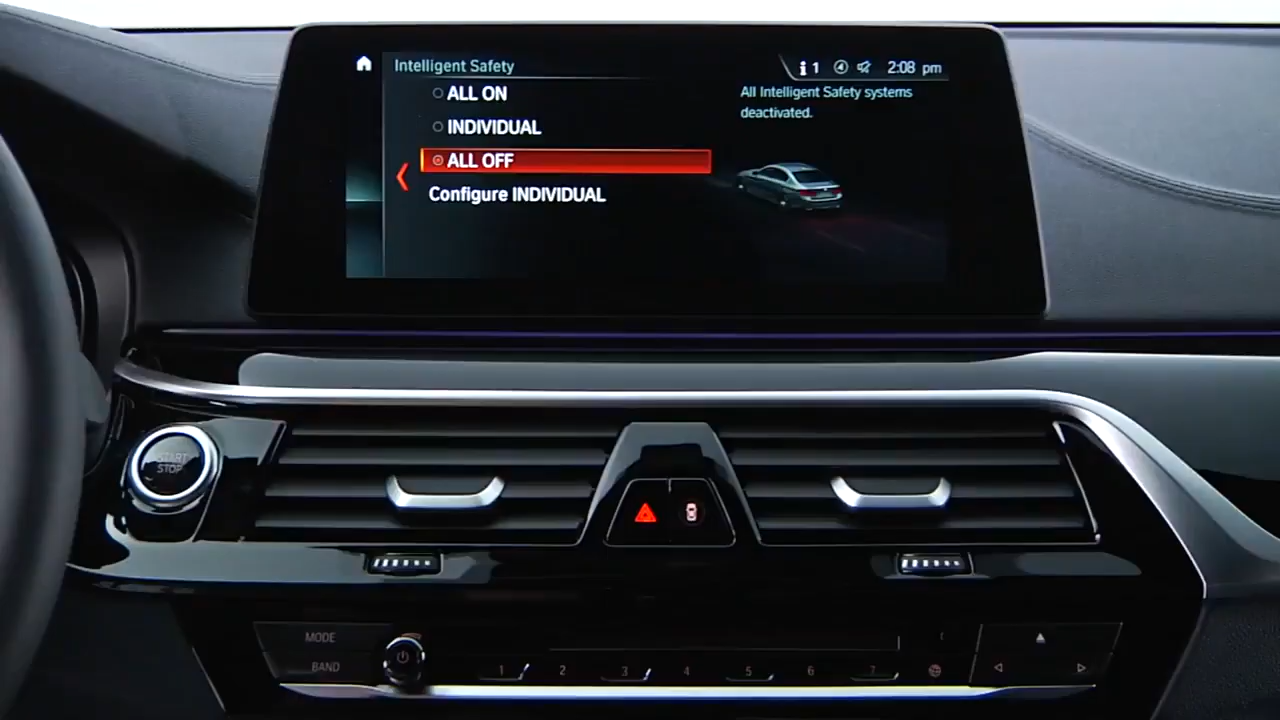 Intelligent Safety
1
2:08 pm
ALL ON
INDIVIDUAL
ALL OFF
Configure INDIVIDUAL
All Intelligent Safety systems
deactivated.
START
STOP
MODE
BAND
1
2
3
4
5
6
7